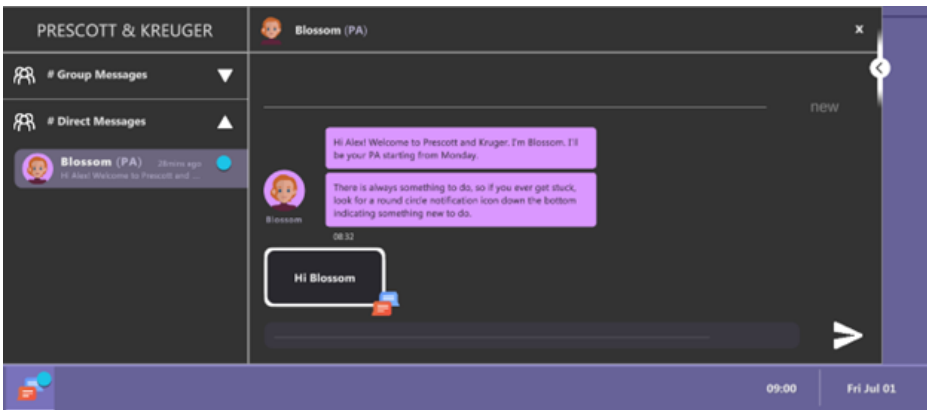 PRESCOTT & KREUGER
Blossom (PA)
x
# Group Messages
# Direct Messages
new
Blossom (PA) 28mins ago
Hi Alex! Welcome to Prescott and ...
Hi Alex! Welcome to Prescott and Kruger. I'm Blossom. I'll
be your PA starting from Monday.
There is always something to do, so if you ever get stuck,
look for a round circle notification icon down the bottom
indicating something new to do.
Blossom
08:32
Hi Blossom
09:00
Fri Jul 01